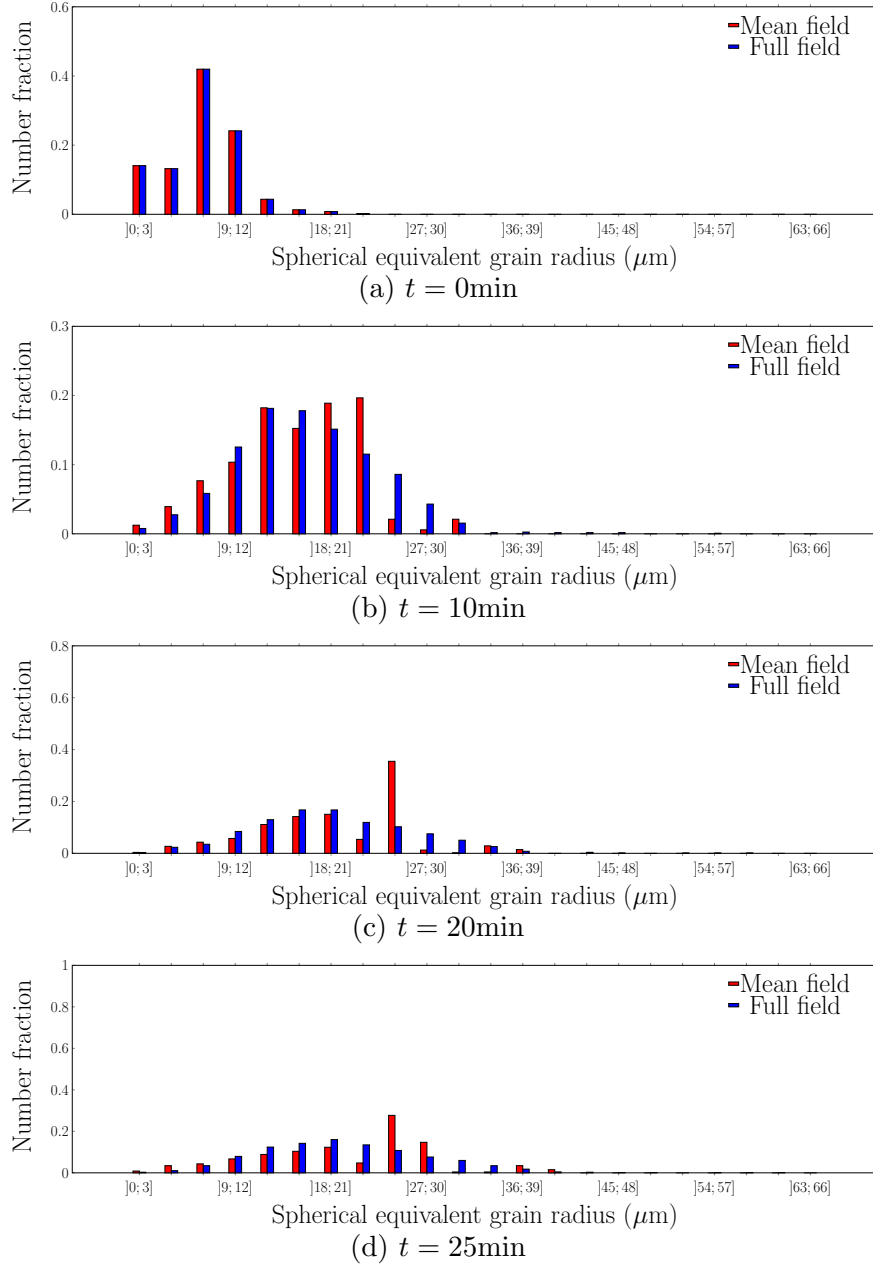 0.6
Mean field
Full field
0.4
0.2
0
Number fraction
]0; 3] ]9; 12] ]18; 21] ]27; 30] ]36; 39] ]45; 48] ]54; 57] ]63; 66]
Spherical equivalent grain radius (μm)
(a) t = 0min
0.3
Mean field
Full field
0.2
0.1
0
Number fraction
]0; 3] ]9; 12] ]18; 21] ]27; 30] ]36; 39] ]45; 48] ]54; 57] ]63; 66]
Spherical equivalent grain radius (μm)
(b) t = 10min
0.8
Mean field
Full field
0.6
0.4
0.2
0
Number fraction
]0; 3] ]9; 12] ]18; 21] ]27; 30] ]36; 39] ]45; 48] ]54; 57] ]63; 66]
Spherical equivalent grain radius (μm)
(c) t = 20min
1
Mean field
Full field
0.8
0.6
0.4
0.2
0
Number fraction
]0; 3] ]9; 12] ]18; 21] ]27; 30] ]36; 39] ]45; 48] ]54; 57] ]63; 66]
Spherical equivalent grain radius (μm)
(d) t = 25min